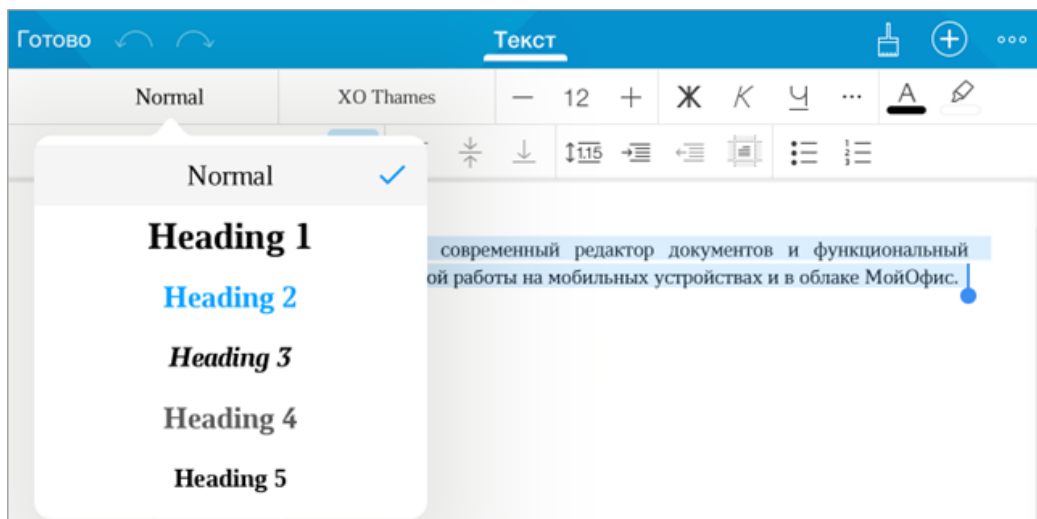 Готово Текст
Normal XO Thames 12 Ж К Ч ... A
1.15
Normal
Heading 1
Heading 2
Heading 3
Heading 4
Heading 5
современный редактор документов и функциональный
ой работы на мобильных устройствах и в облаке МойОфис.